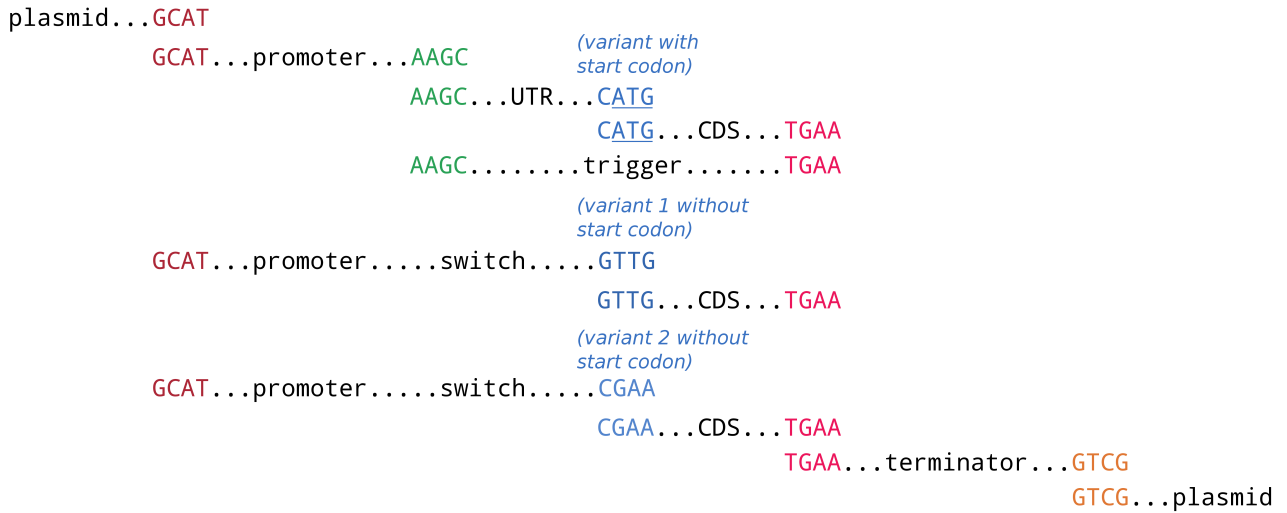 plasmid...GCAT
GCAT...promoter...AAGC
(variant with
start codon)
AAGC...UTR...CATG
CATG...CDS...TGAA
AAGC........trigger.......TGAA
(variant 1 without
start codon)
GCAT...promoter.....switch.....GTTG
GTTG...CDS...TGAA
(variant 2 without
start codon)
GCAT...promoter.....switch.....CGAA
CGAA...CDS...TGAA
TGAA...terminator...GTCG
GTCG...plasmid